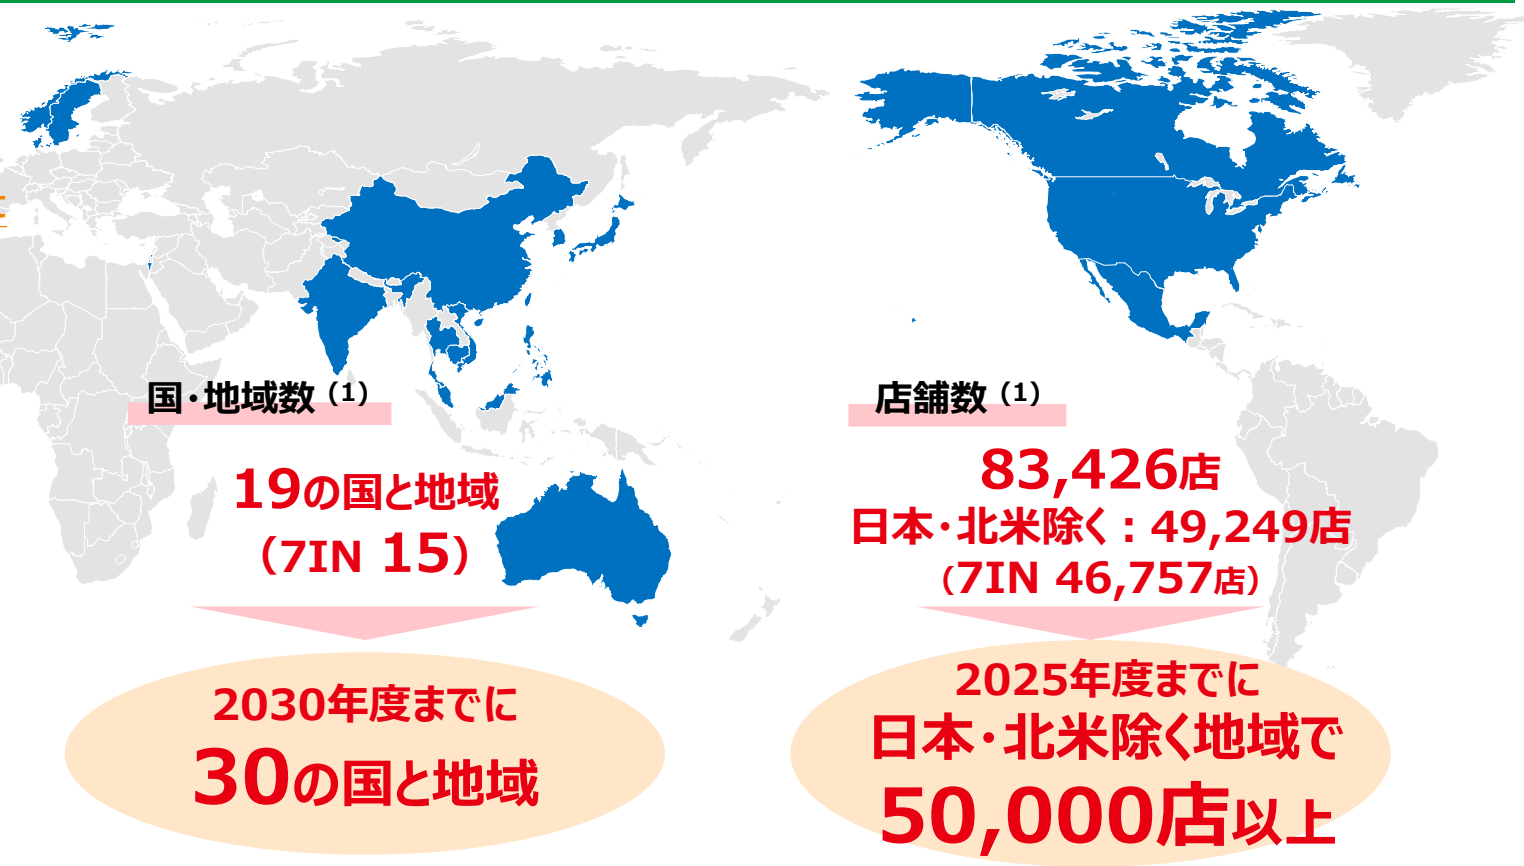 国・地域数（1）
19の国と地域
（7IN 15）
2030年度までに
30の国と地域
店舗数（1）
83,426店
日本・北米除く：49,249店
（7IN 46,757店）
2025年度までに
日本・北米除く地域で
50,000店以上